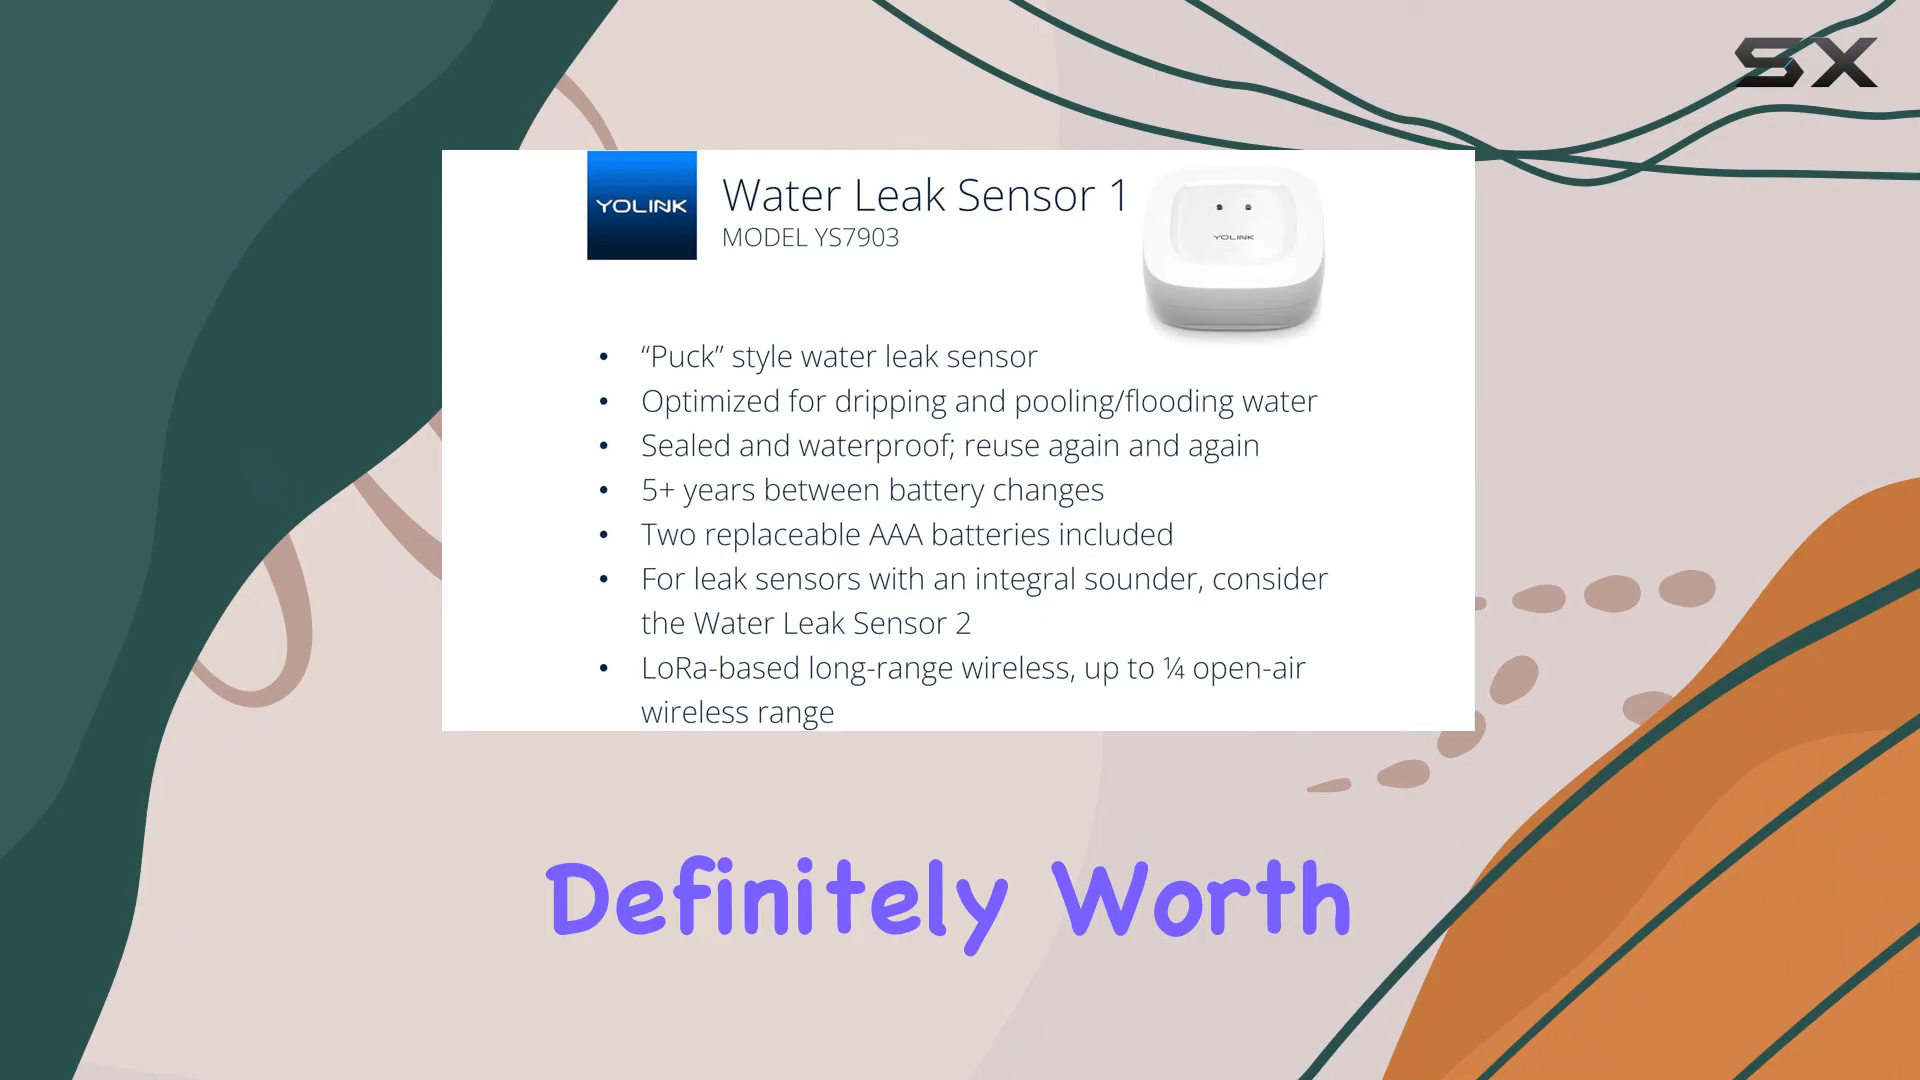 SX
YOLINK
Water Leak Sensor 1
MODEL YS7903
YOLINK
• “Puck” style water leak sensor
• Optimized for dripping and pooling/flooding water
• Sealed and waterproof; reuse again and again
• 5+ years between battery changes
• Two replaceable AAA batteries included
• For leak sensors with an integral sounder, consider
the Water Leak Sensor 2
• LoRa-based long-range wireless, up to ¼ open-air
wireless range
Definitely Worth